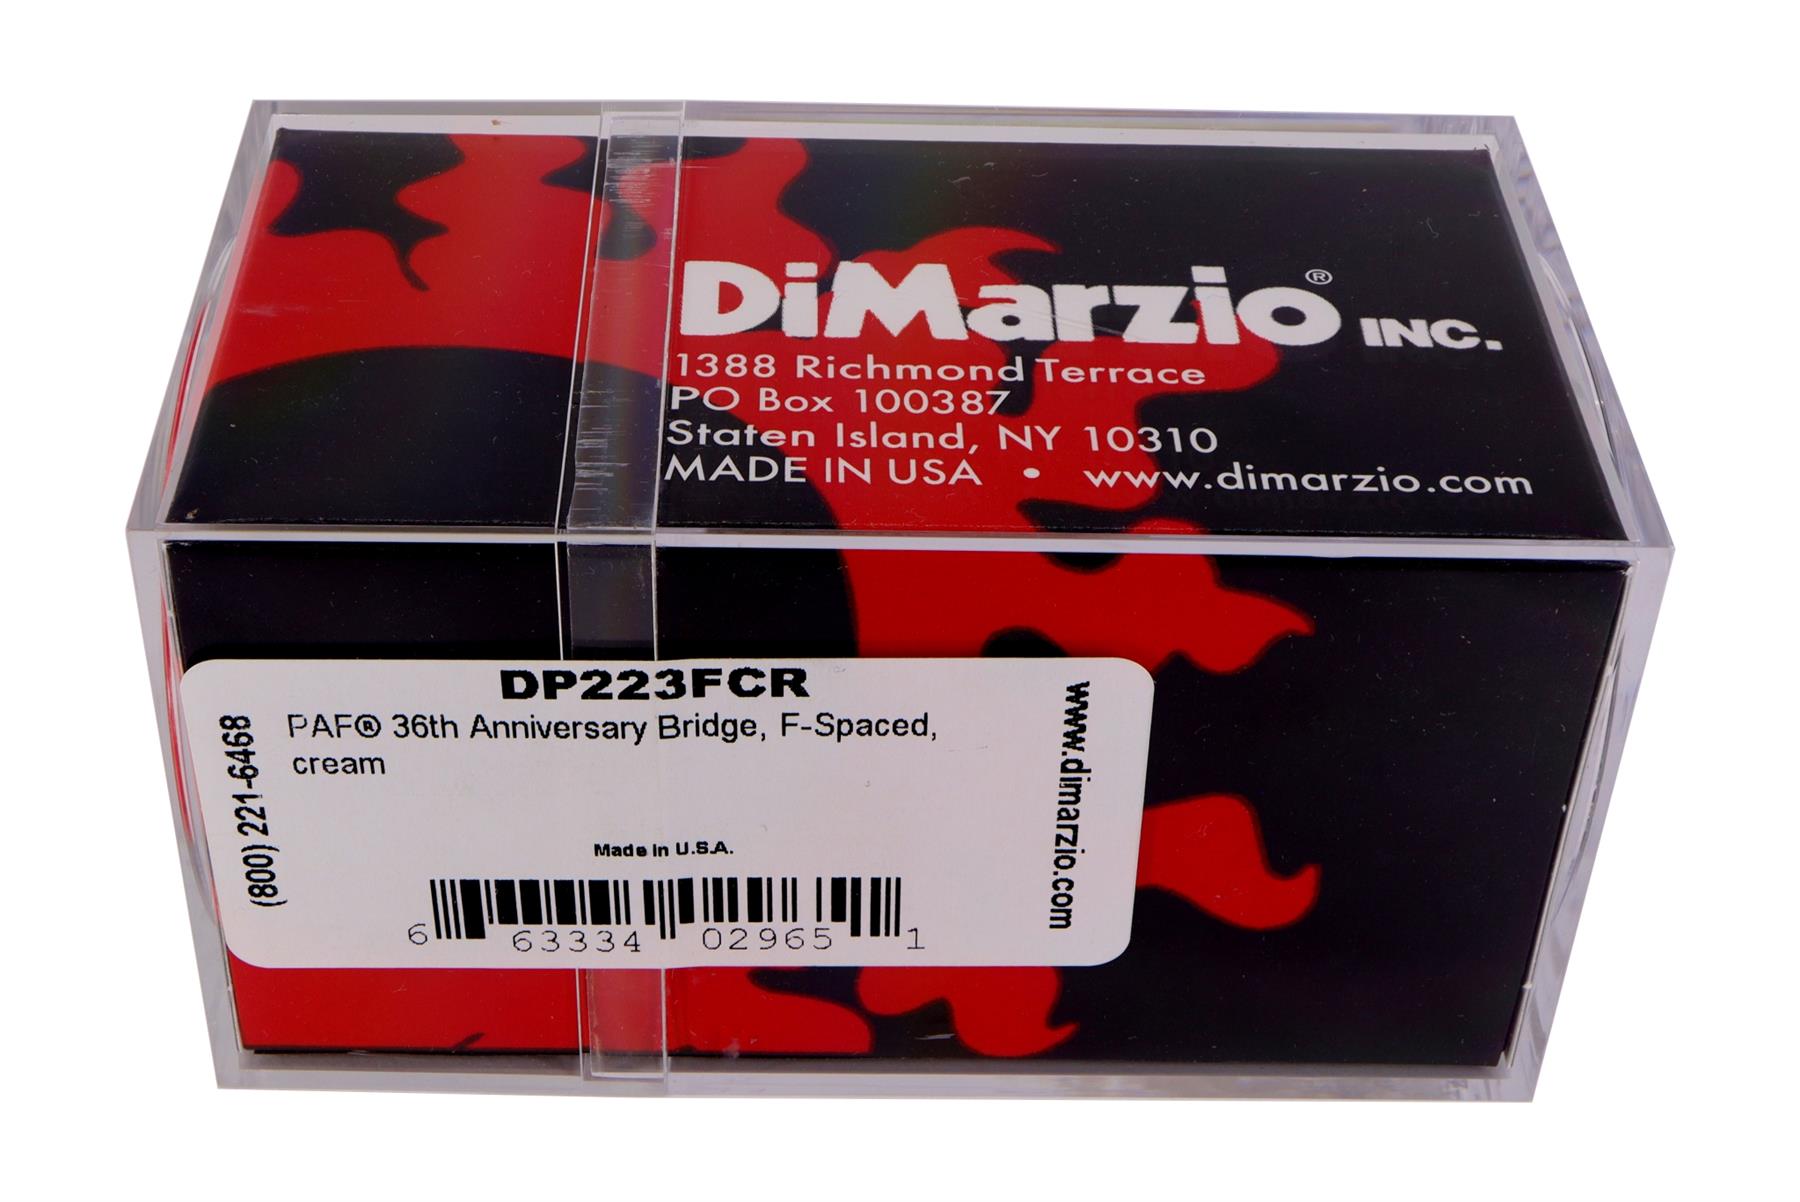 DiMarzio® INC.
1388 Richmond Terrace
PO Box 100387
Staten Island, NY 10310
MADE IN USA • www.dimarzio.com
DP223FCR
PAF® 36th Anniversary Bridge, F-Spaced,
cream
(800) 221-6468
www.dimarzio.com
Made in U.S.A.
6 63334 02965 1